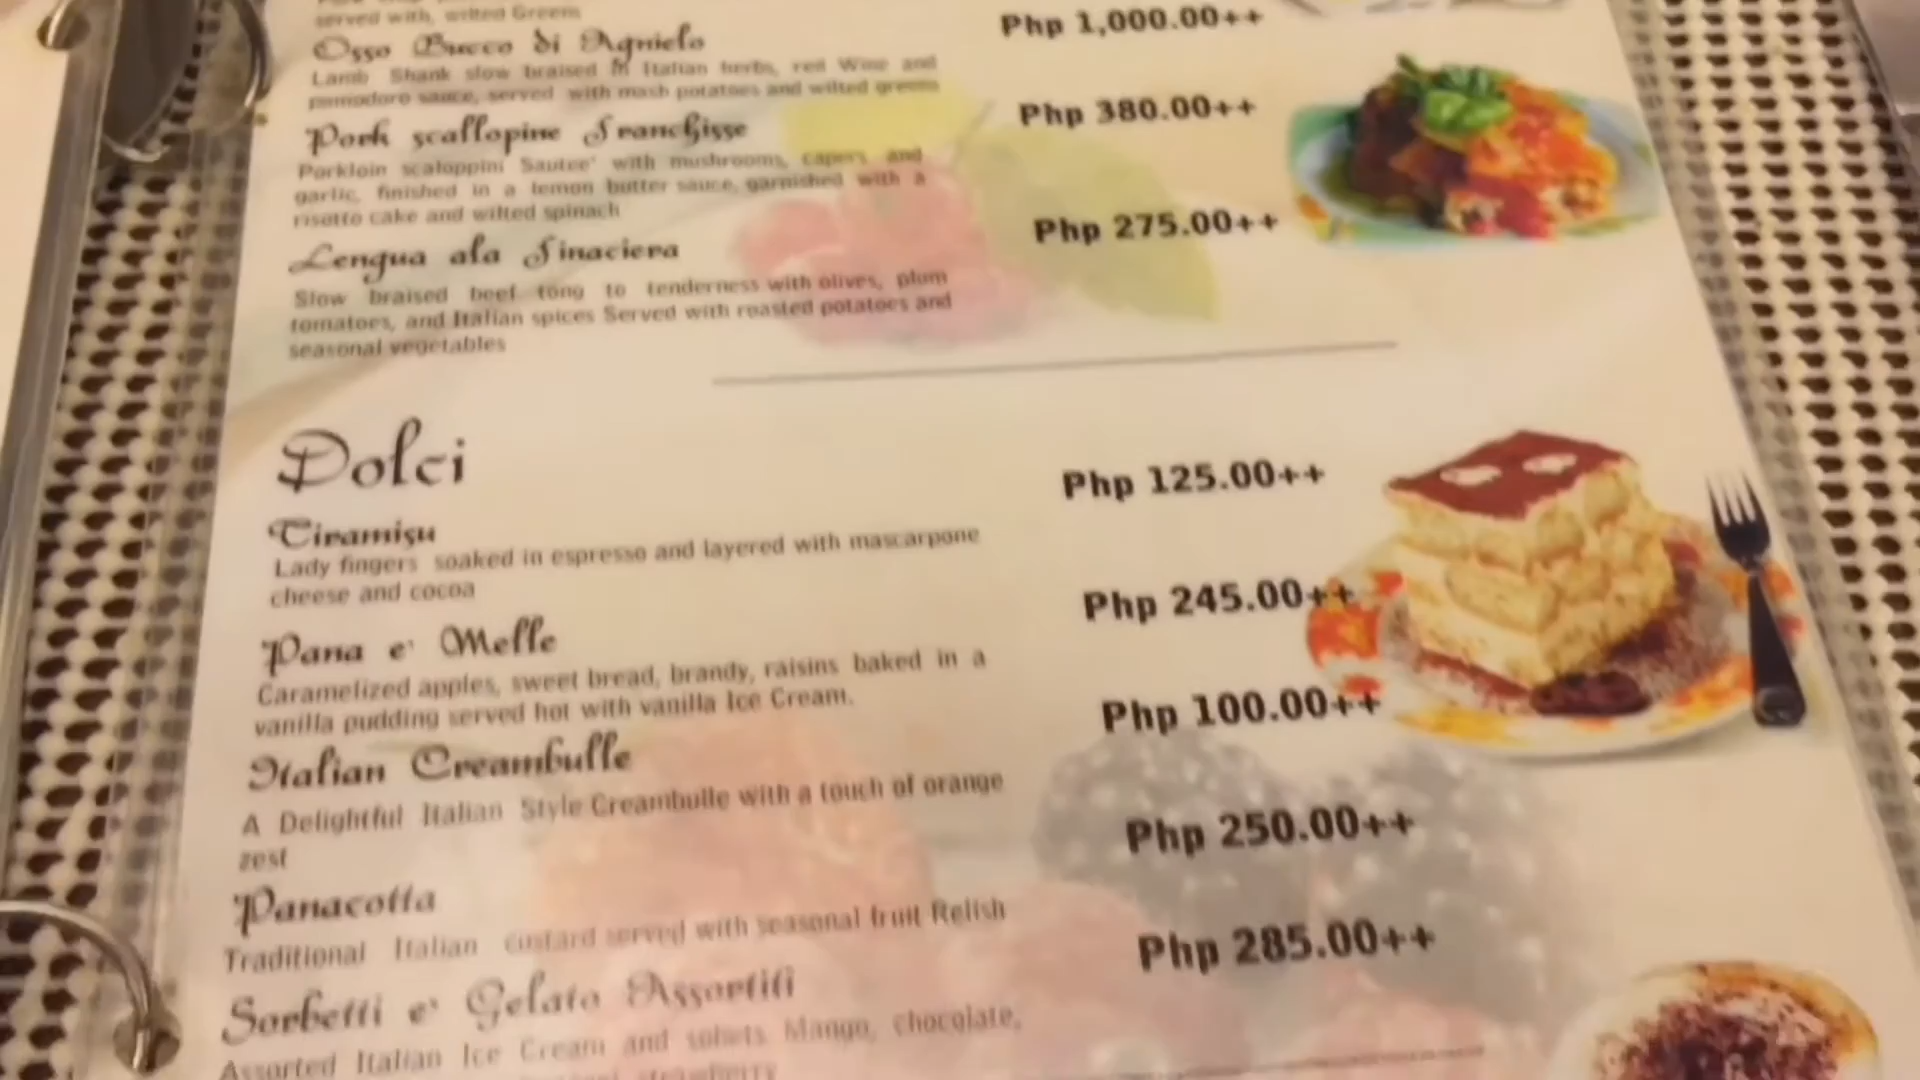 served with, wilted Greens
Php 1,000.00++
Osso Bucco di Agnielo
Lamb Shank slow braised in Italian herbs, red Wine and
pomodoro sauce, served with mash potatoes and wilted greens
Php 380.00++
Pork scallopine Franchisse
Porkloin scaloppini Sautee' with mushrooms, capers and
garlic, finished in a lemon butter sauce, garnished with a
risotto cake and wilted spinach
Php 275.00++
Lengua ala Finaciera
Slow braised beef tong to tenderness with olives, plum
tomatoes, and Italian spices Served with roasted potatoes and
seasonal vegetables
Dolci
Php 125.00++
Tiramisu
Lady fingers soaked in espresso and layered with mascarpone
cheese and cocoa
Php 245.00++
Pana e' Melle
Caramelized apples, sweet bread, brandy, raisins baked in a
vanilla pudding served hot with vanilla Ice Cream.
Php 100.00++
Italian Creambulle
A Delightful Italian Style Creambulle with a touch of orange
zest
Php 250.00++
Panacotta
Traditional Italian custard served with seasonal fruit Relish
Php 285.00++
Sorbetti e' Gelato Assortiti
Assorted Italian Ice Cream and sobets Mango, chocolate,
strawberry